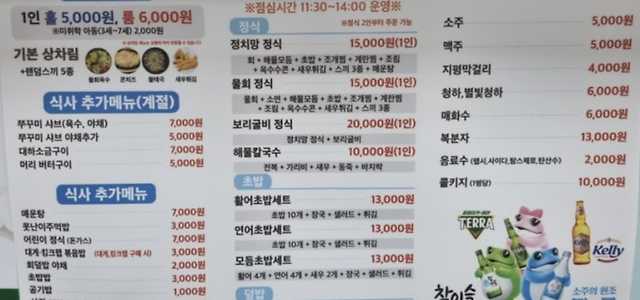 1인 홀 5,000원, 룸 6,000원
※미취학 아동(3세~7세) 2,000원
기본 상차림
+랜덤스끼 5종
물회육수 콘치즈 월태국 새우튀김
식사 추가메뉴(계절)
쭈꾸미 샤브(육수, 야채) 7,000원
쭈꾸미 샤브 야채추가 5,000원
대하소금구이 7,000원
머리 버터구이 5,000원
식사 추가메뉴
매운탕 7,000원
못난이주먹밥 3,000원
어린이 정식 (돈가스) 7,000원
대게·킹크랩 볶음밥 (대게,킹크랩 구매 시) 3,000원
회덮밥 야채 2,000원
초밥밥 3,000원
공기밥 1,000원
※점심시간 11:30~14:00 운영※
정식
※정식 2인부터 주문 가능
정치망 정식 15,000원(1인)
회 + 해물모듬 + 초밥 + 조개찜 + 계란찜 + 조림
+ 옥수수콘 + 새우튀김 + 스끼 3종 + 매운탕
물회 정식 15,000원(1인)
물회 + 소면 + 해물모듬 + 초밥 + 조개찜 + 계란찜
+ 조림 + 옥수수콘 + 새우튀김 + 스끼 3종
보리굴비 정식 20,000원(1인)
정치망 정식 + 보리굴비
해물칼국수 10,000원(1인)
전복 + 가리비 + 새우 + 동죽 + 바지락
초밥
활어초밥세트 13,000원
초밥 10개 + 장국 + 샐러드 + 튀김
연어초밥세트 13,000원
초밥 10개 + 장국 + 샐러드 + 튀김
모듬초밥세트 13,000원
활어 4개 + 연어 4개 + 새우 2개 + 장국 + 샐러드 + 튀김
덮밥
소주 5,000원
맥주 5,000원
지평막걸리 4,000원
청하,별빛청하 6,000원
매화수 6,000원
복분자 13,000원
음료수 (펩시,사이다,탐스제로,탄산수) 2,000원
콜키지 (1병당) 10,000원
TERRA
Kelly
참이슬
소주의 원조